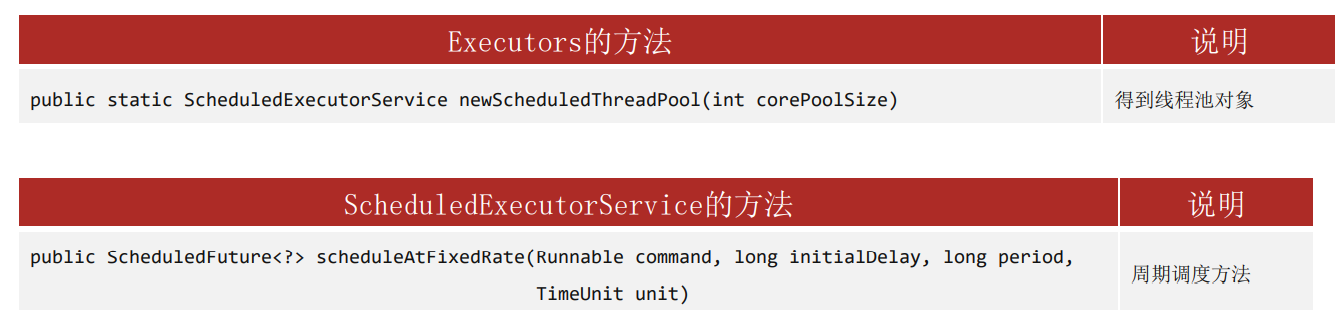 Executors的方法 说明
public static ScheduledExecutorService newScheduledThreadPool(int corePoolSize) 得到线程池对象
ScheduledExecutorService的方法 说明
public ScheduledFuture<?> scheduleAtFixedRate(Runnable command, long initialDelay, long period,
TimeUnit unit)
周期调度方法